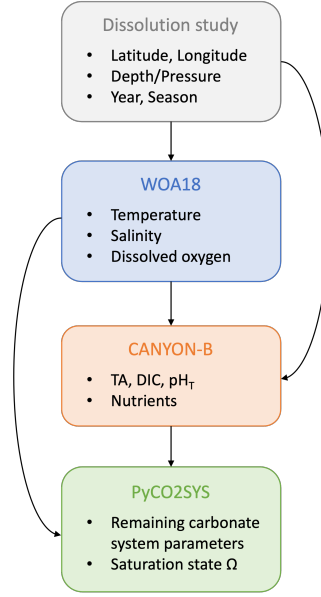 Dissolution study
• Latitude, Longitude
• Depth/Pressure
• Year, Season
WOA18
• Temperature
• Salinity
• Dissolved oxygen
CANYON-B
• TA, DIC, pH_T
• Nutrients
PyCO2SYS
• Remaining carbonate
system parameters
• Saturation state Ω